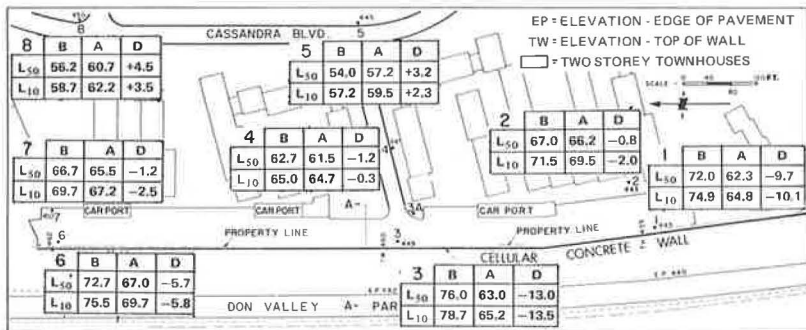 CASSANDRA BLVD.
EP = ELEVATION - EDGE OF PAVEMENT
TW = ELEVATION - TOP OF WALL
= TWO STOREY TOWNHOUSES
SCALE
8
B A D
L50 56.2 60.7 +4.5
L10 58.7 62.2 +3.5
5
B A D
L50 54.0 57.2 +3.2
L10 57.2 59.5 +2.3
7
B A D
L50 66.7 65.5 -1.2
L10 69.7 67.2 -2.5
4
B A D
L50 62.7 61.5 -1.2
L10 65.0 64.7 -0.3
2
B A D
L50 67.0 66.2 -0.8
L10 71.5 69.5 -2.0
1
B A D
L50 72.0 62.3 -9.7
L10 74.9 64.8 -10.1
CAR PORT
CAR PORT
A-
3A
CAR PORT
PROPERTY LINE
PROPERTY LINE
CELLULAR CONCRETE WALL
6
B A D
L50 72.7 67.0 -5.7
L10 75.5 69.7 -5.8
3
B A D
L50 76.0 63.0 -13.0
L10 78.7 65.2 -13.5
DON VALLEY A- PAR